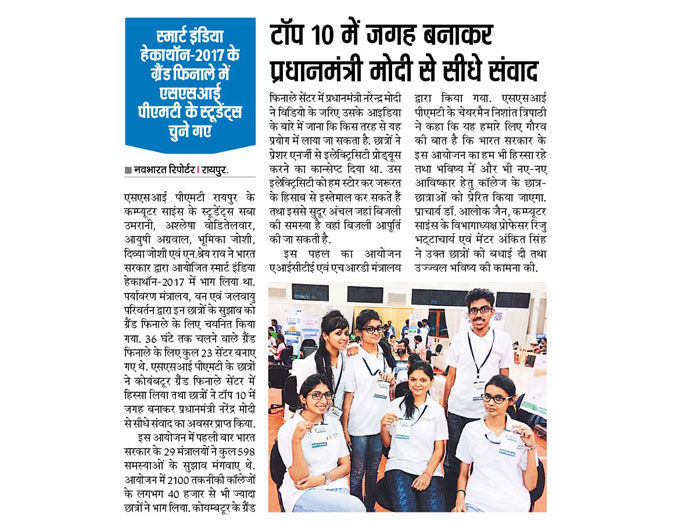 स्मार्ट इंडिया
हेकाथॉन-2017 के
ग्रैंड फिनाले में
एसएसआई
पीएमटी के स्टूडेंट्स
चुने गए
टॉप 10 में जगह बनाकर
प्रधानमंत्री मोदी से सीधे संवाद
■ नवभारत रिपोर्टर। रायपुर.
एसएसआई पीएमटी रायपुर के
कम्प्यूटर साइंस के स्टूडेंट्स सबा
उमरानी, अश्लेषा वोडितेलवार,
आयुषी अग्रवाल, भूमिका जोशी,
दिव्या जोशी एवं एन.श्रेय राव ने भारत
सरकार द्वारा आयोजित स्मार्ट इंडिया
हेकाथॉन-2017 में भाग लिया था.
पर्यावरण मंत्रालय, वन एवं जलवायु
परिवर्तन द्वारा इन छात्रों के सुझाव को
ग्रैंड फिनाले के लिए चयनित किया
गया. 36 घंटे तक चलने वाले ग्रैंड
फिनाले के लिए कुल 23 सेंटर बनाए
गए थे. एसएसआई पीएमटी के छात्रों
ने कोयंबटूर ग्रैंड फिनाले सेंटर में
हिस्सा लिया तथा छात्रों ने टॉप 10 में
जगह बनाकर प्रधानमंत्री नरेंद्र मोदी
से सीधे संवाद का अवसर प्राप्त किया.
इस आयोजन में पहली बार भारत
सरकार के 29 मंत्रालयों ने कुल 598
समस्याओं के सुझाव मंगवाए थे.
आयोजन में 2100 तकनीकी कॉलेजों
के लगभग 40 हजार से भी ज्यादा
छात्रों ने भाग लिया. कोयम्बटूर के ग्रैंड
फिनाले सेंटर में प्रधानमंत्री नरेन्द्र मोदी
ने विडियो के जरिए उसके आइडिया
के बारे में जाना कि किस तरह से यह
प्रयोग में लाया जा सकता है. छात्रों ने
प्रेशर एनर्जी से इलेक्ट्रिसिटी प्रोड्यूस
करने का कान्सेप्ट दिया था. उस
इलेक्ट्रिसिटी को हम स्टोर कर जरूरत
के हिसाब से इस्तेमाल कर सकते हैं
तथा इससे सुदूर अंचल जहां बिजली
की समस्या है वहां बिजली आपूर्ति
की जा सकती है.
इस पहल का आयोजन
एआईसीटीई एवं एचआरडी मंत्रालय
द्वारा किया गया. एसएसआई पीएमटी
के चेयरमैन निशांत त्रिपाठी
ने कहा कि यह हमारे लिए गौरव
की बात है कि भारत सरकार के
इस आयोजन का हम भी हिस्सा रहे
तथा भविष्य में और भी नए-नए
आविष्कार हेतु कॉलेज के छात्र-
छात्राओं को प्रेरित किया जाएगा.
प्राचार्य डॉ. आलोक जैन, कम्प्यूटर
साइंस के विभागाध्यक्ष प्रोफेसर रिजु
भट्टाचार्य एवं मेंटर अंकित सिंह
ने उक्त छात्रों को बधाई दी तथा
उज्ज्वल भविष्य की कामना की.